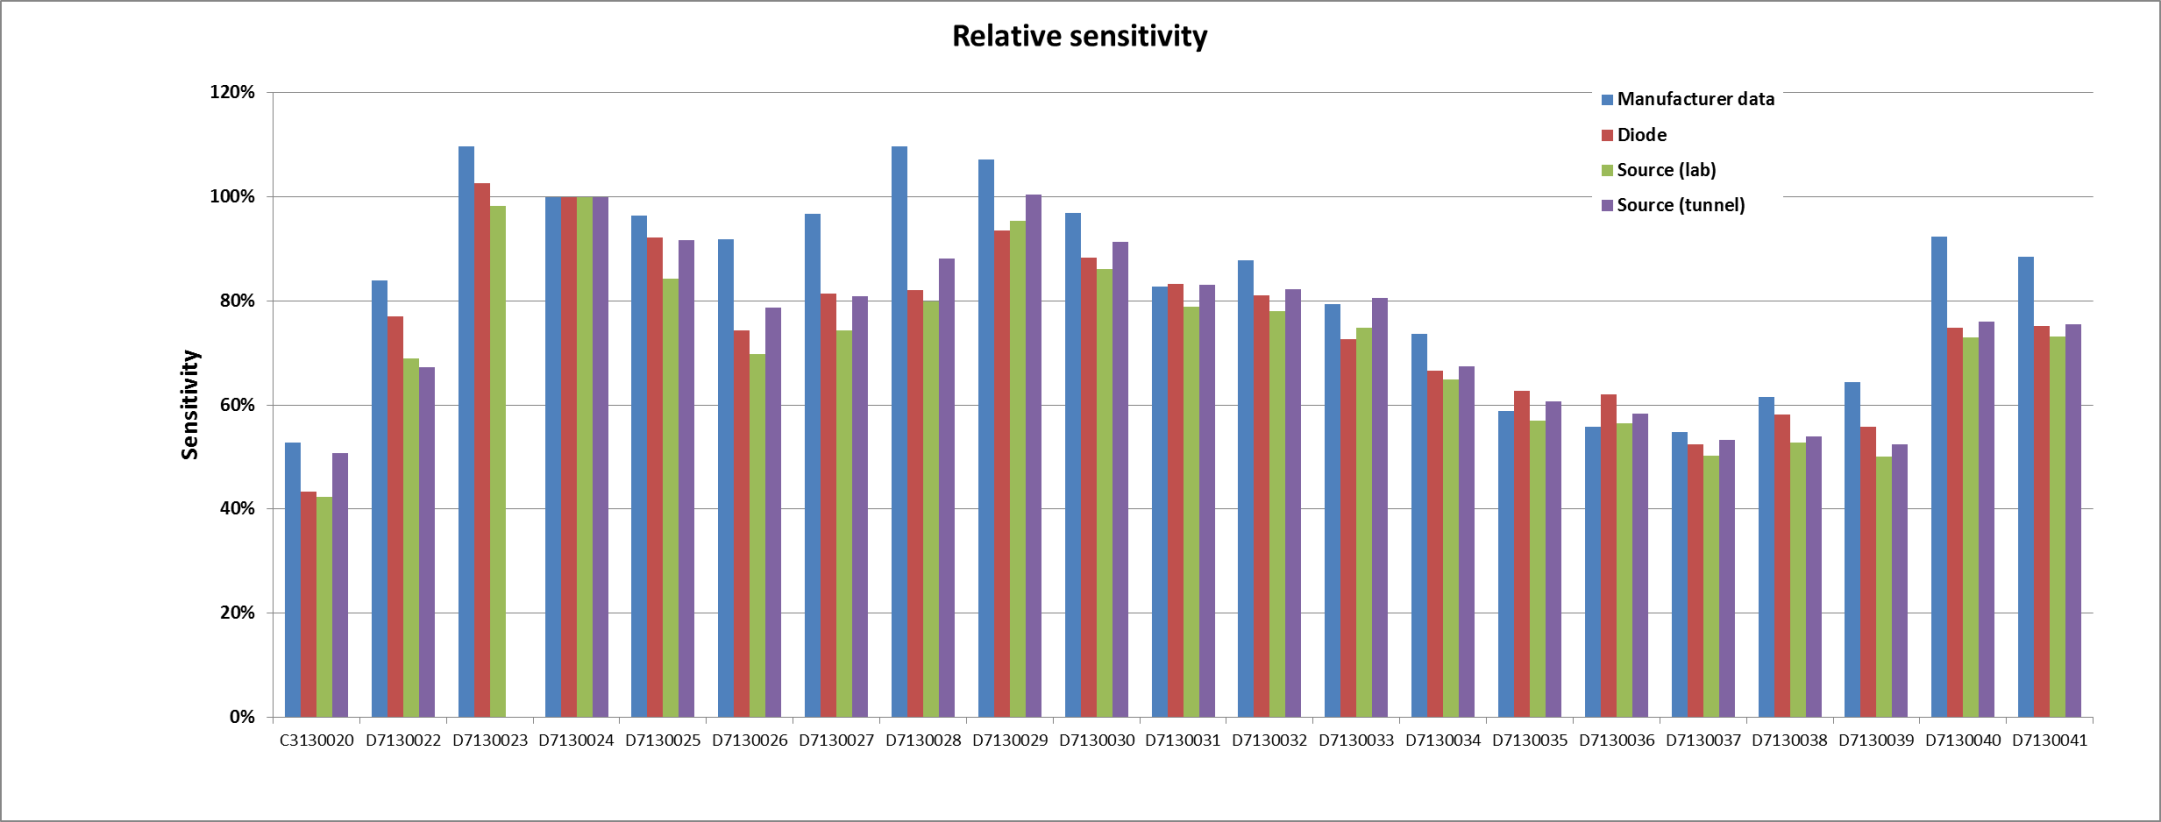 Relative sensitivity
120%
100%
80%
60%
40%
20%
0%
Sensitivity
Manufacturer data
Diode
Source (lab)
Source (tunnel)
C3130020 D7130022 D7130023 D7130024 D7130025 D7130026 D7130027 D7130028 D7130029 D7130030 D7130031 D7130032 D7130033 D7130034 D7130035 D7130036 D7130037 D7130038 D7130039 D7130040 D7130041